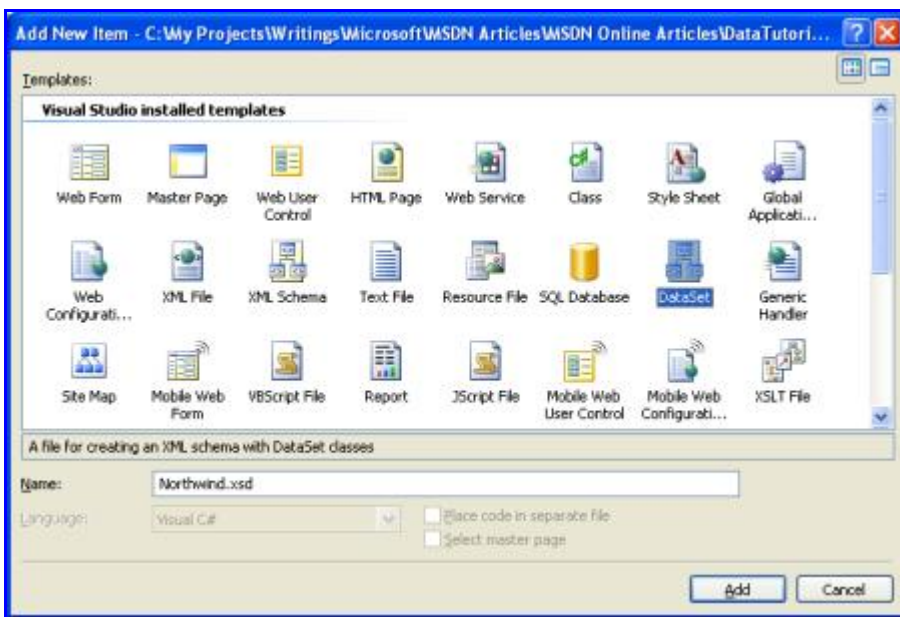 Add New Item - C:\My Projects\Writings\Microsoft\MSDN Articles\MSDN Online Articles\DataTutori...
Templates:
Visual Studio installed templates
Web Form
Master Page
Web User Control
HTML Page
Web Service
Class
Style Sheet
Global Applicati...
Web Configurati...
XML File
XML Schema
Text File
Resource File
SQL Database
DataSet
Generic Handler
Site Map
Mobile Web Form
VBScript File
Report
JScript File
Mobile Web User Control
Mobile Web Configurati...
XSLT File
A file for creating an XML schema with DataSet classes
Name:
Northwind.xsd
Language:
Visual C#
Place code in separate file
Select master page
Add
Cancel